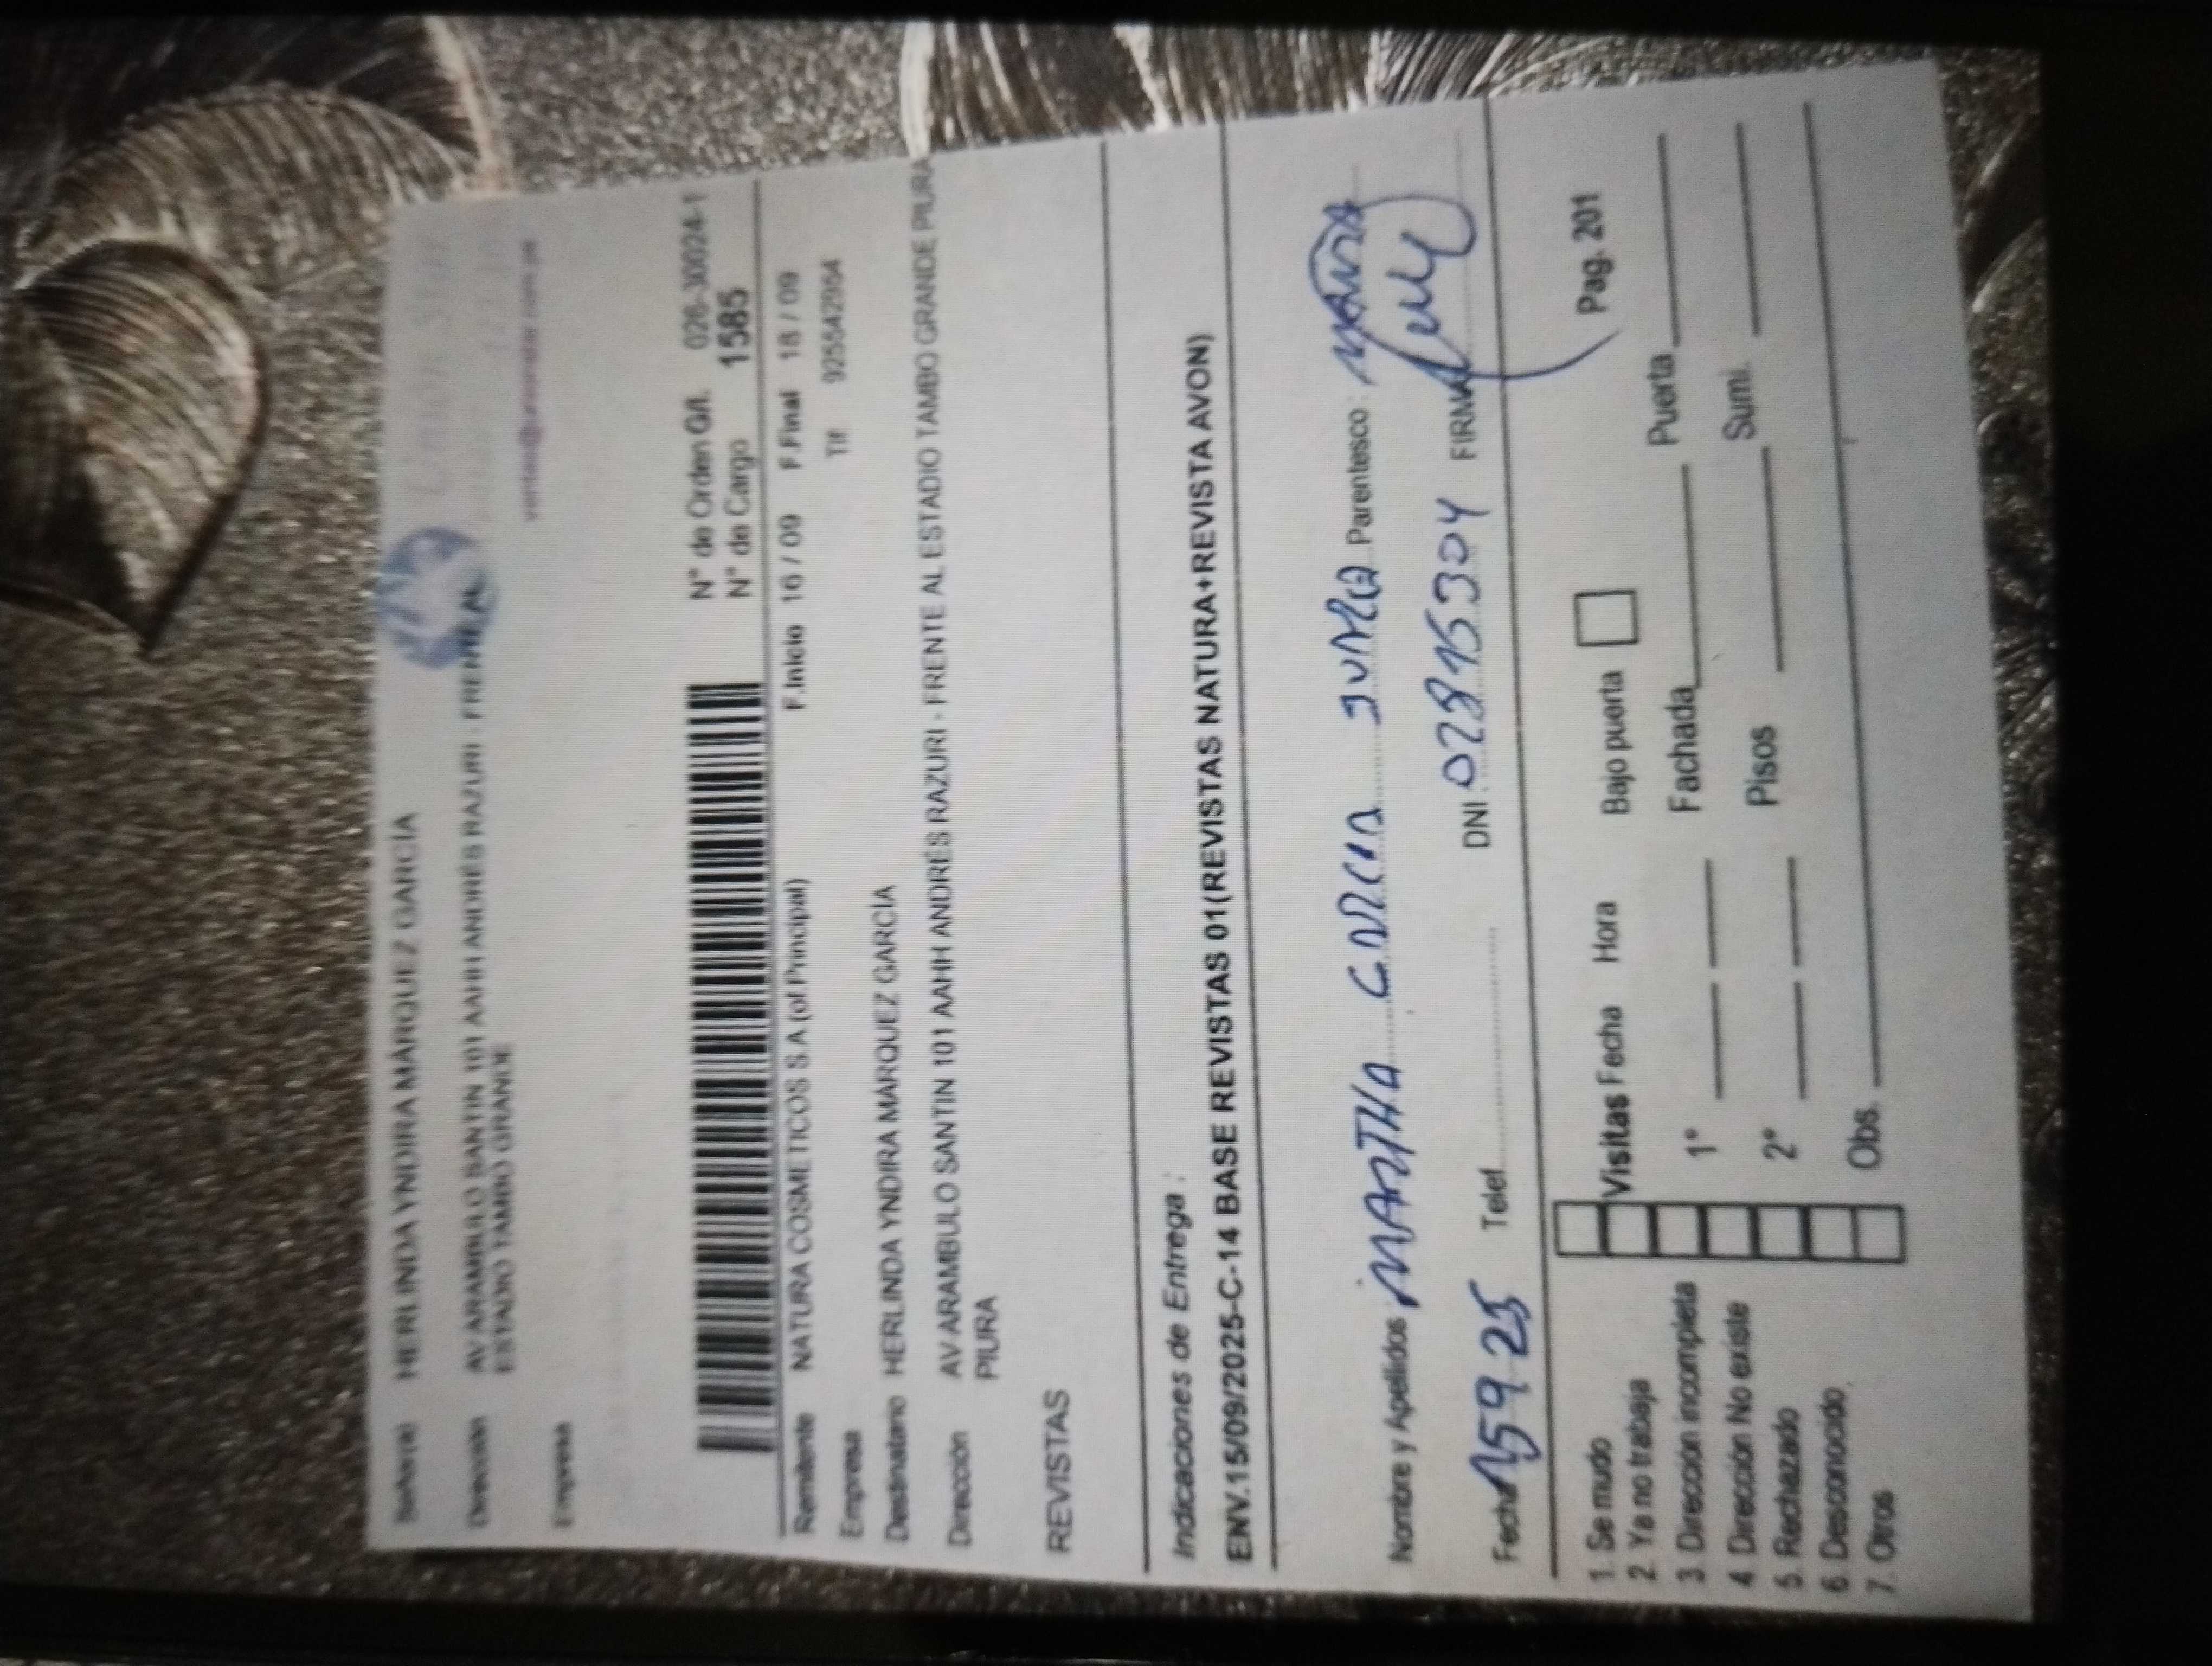 Señor(a) HERLINDA YNDIRA MÁRQUEZ GARCÍA
Dirección AV ARAMBULO SANTIN 101 AAHH ANDRÉS RAZURI - FRENTE AL
ESTADIO TAMBO GRANDE
Empresa
N° de Orden G/l. 026-30024-1
N° de Cargo 1585
Remitente NATURA COSMETICOS S.A (of Principal) F.Inicio 16 / 09 F.Final 18 / 09
Empresa Tlf 925542054
Destinatario HERLINDA YNDIRA MÁRQUEZ GARCÍA
Dirección AV ARAMBULO SANTIN 101 AAHH ANDRÉS RAZURI - FRENTE AL ESTADIO TAMBO GRANDE PIURA
PIURA
REVISTAS
Indicaciones de Entrega :
ENV.15/09/2025-C-14 BASE REVISTAS 01(REVISTAS NATURA+REVISTA AVON)
Nombre y Apellidos MARTHA GARCIA Parentesco :
Fecha 15 9 25 Telef. DNI : 02895304 FIRMA
1. Se mudo Bajo puerta Pag. 201
2. Ya no trabaja Visitas Fecha Hora
3. Dirección incompleta 1° Fachada Puerta
4. Dirección No existe
5. Rechazado 2° Pisos Sumi.
6. Desconocido
7. Otros Obs.